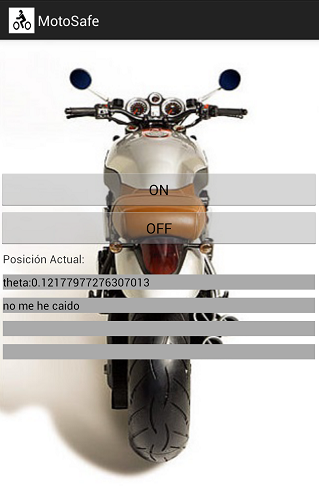 MotoSafe
ON
OFF
Posición Actual:
theta:0.12177977276307013
no me he caido